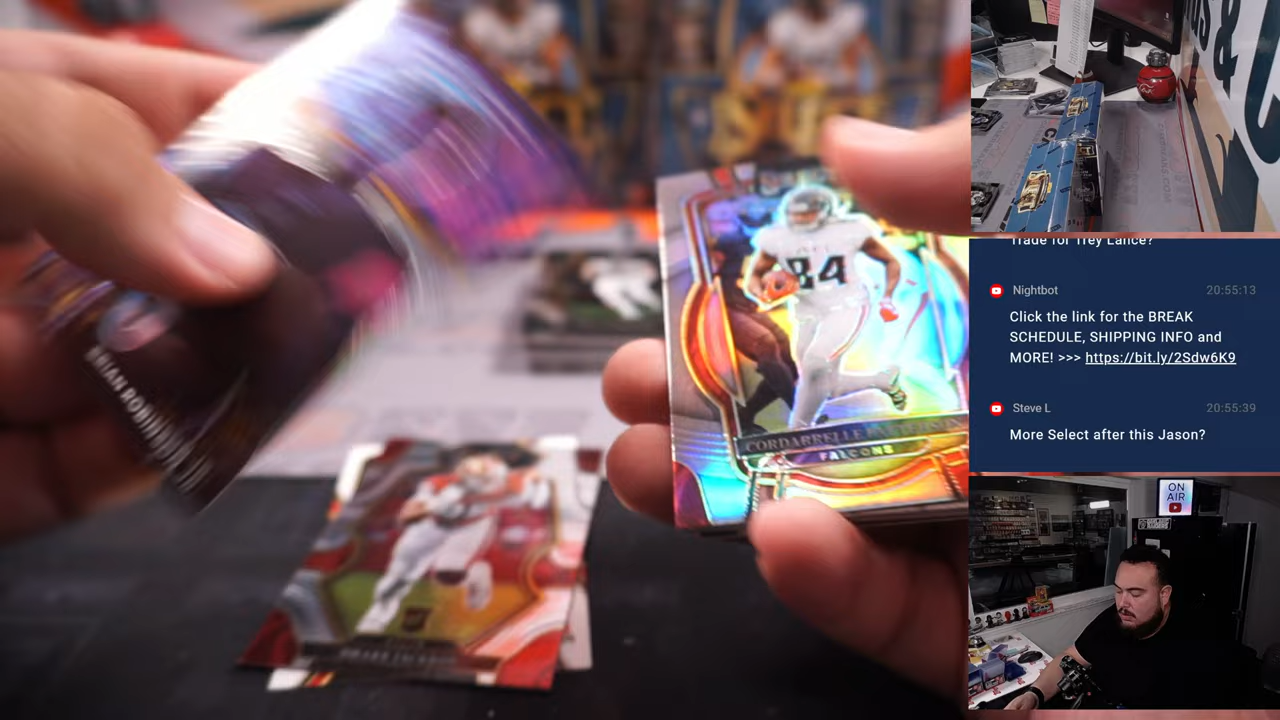 BRIAN ROBINSON
84
CORDARRELLE PATTERSON
FALCONS
&
Trade for Trey Lance?
Nightbot 20:55:13
Click the link for the BREAK
SCHEDULE, SHIPPING INFO and
MORE! >>> https://bit.ly/2Sdw6K9
Steve L 20:55:39
More Select after this Jason?
ON
AIR